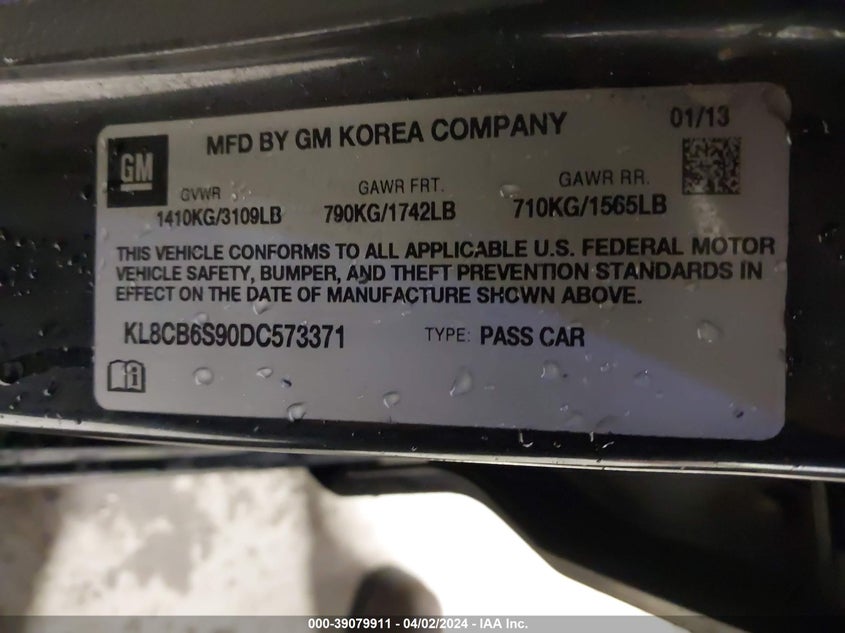 MFD BY GM KOREA COMPANY 01/13
GM
GVWR GAWR FRT. GAWR RR.
1410KG/3109LB 790KG/1742LB 710KG/1565LB
THIS VEHICLE CONFORMS TO ALL APPLICABLE U.S. FEDERAL MOTOR
VEHICLE SAFETY, BUMPER, AND THEFT PREVENTION STANDARDS IN
EFFECT ON THE DATE OF MANUFACTURE SHOWN ABOVE.
KL8CB6S90DC573371 TYPE: PASS CAR
000-39079911 - 04/02/2024 - IAA Inc.